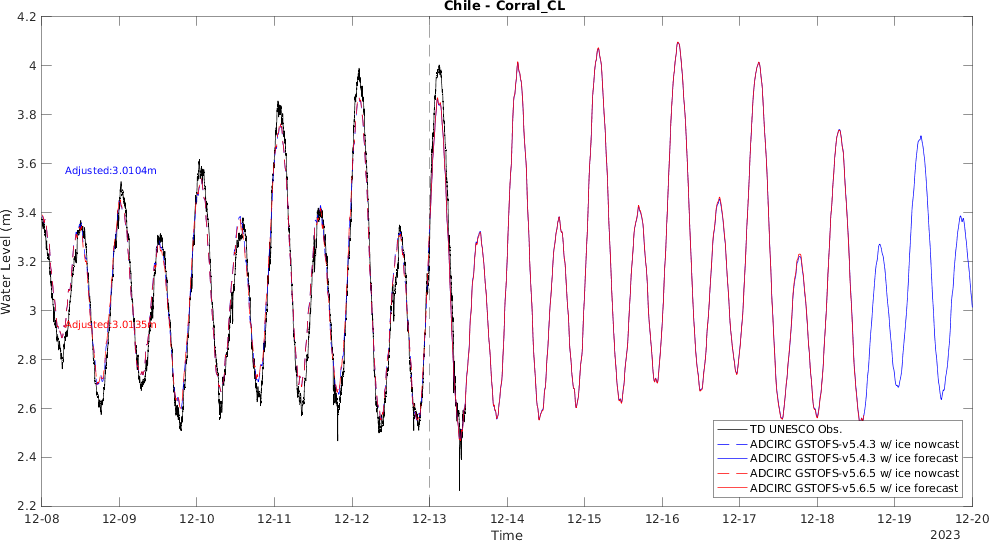 Chile - Corral_CL
4.2
4
3.8
3.6
3.4
3.2
3
2.8
2.6
2.4
2.2
Water Level (m)
Adjusted:3.0104m
Adjusted:3.0135m
TD UNESCO Obs.
ADCIRC GSTOFS-v5.4.3 w/ ice nowcast
ADCIRC GSTOFS-v5.4.3 w/ ice forecast
ADCIRC GSTOFS-v5.6.5 w/ ice nowcast
ADCIRC GSTOFS-v5.6.5 w/ ice forecast
12-08 12-09 12-10 12-11 12-12 12-13 12-14 12-15 12-16 12-17 12-18 12-19 12-20
Time
2023